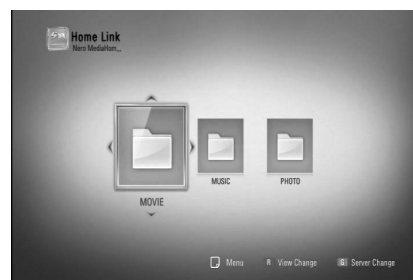 Home Link
Nero MediaHom...
MOVIE
MUSIC
PHOTO
Menu
R View Change
G Server Change